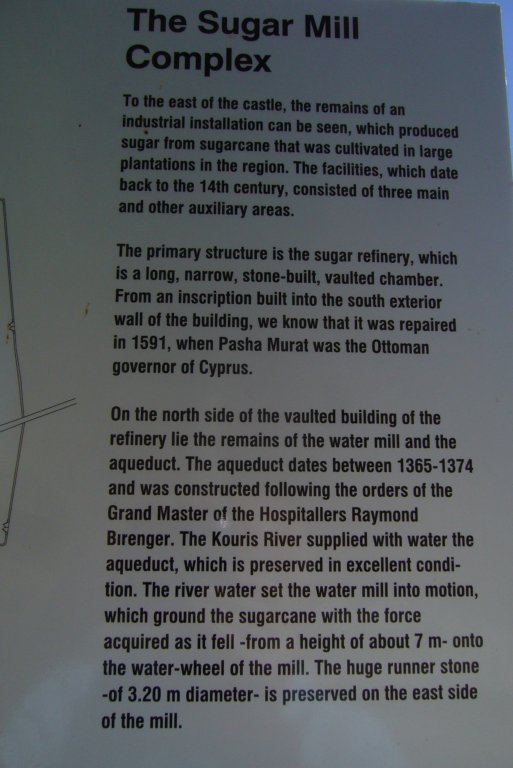 The Sugar Mill
Complex
To the east of the castle, the remains of an
industrial installation can be seen, which produced
sugar from sugarcane that was cultivated in large
plantations in the region. The facilities, which date
back to the 14th century, consisted of three main
and other auxiliary areas.
The primary structure is the sugar refinery, which
is a long, narrow, stone-built, vaulted chamber.
From an inscription built into the south exterior
wall of the building, we know that it was repaired
in 1591, when Pasha Murat was the Ottoman
governor of Cyprus.
On the north side of the vaulted building of the
refinery lie the remains of the water mill and the
aqueduct. The aqueduct dates between 1365-1374
and was constructed following the orders of the
Grand Master of the Hospitallers Raymond
Birenger. The Kouris River supplied with water the
aqueduct, which is preserved in excellent condi-
tion. The river water set the water mill into motion,
which ground the sugarcane with the force
acquired as it fell -from a height of about 7 m- onto
the water-wheel of the mill. The huge runner stone
-of 3.20 m diameter- is preserved on the east side
of the mill.